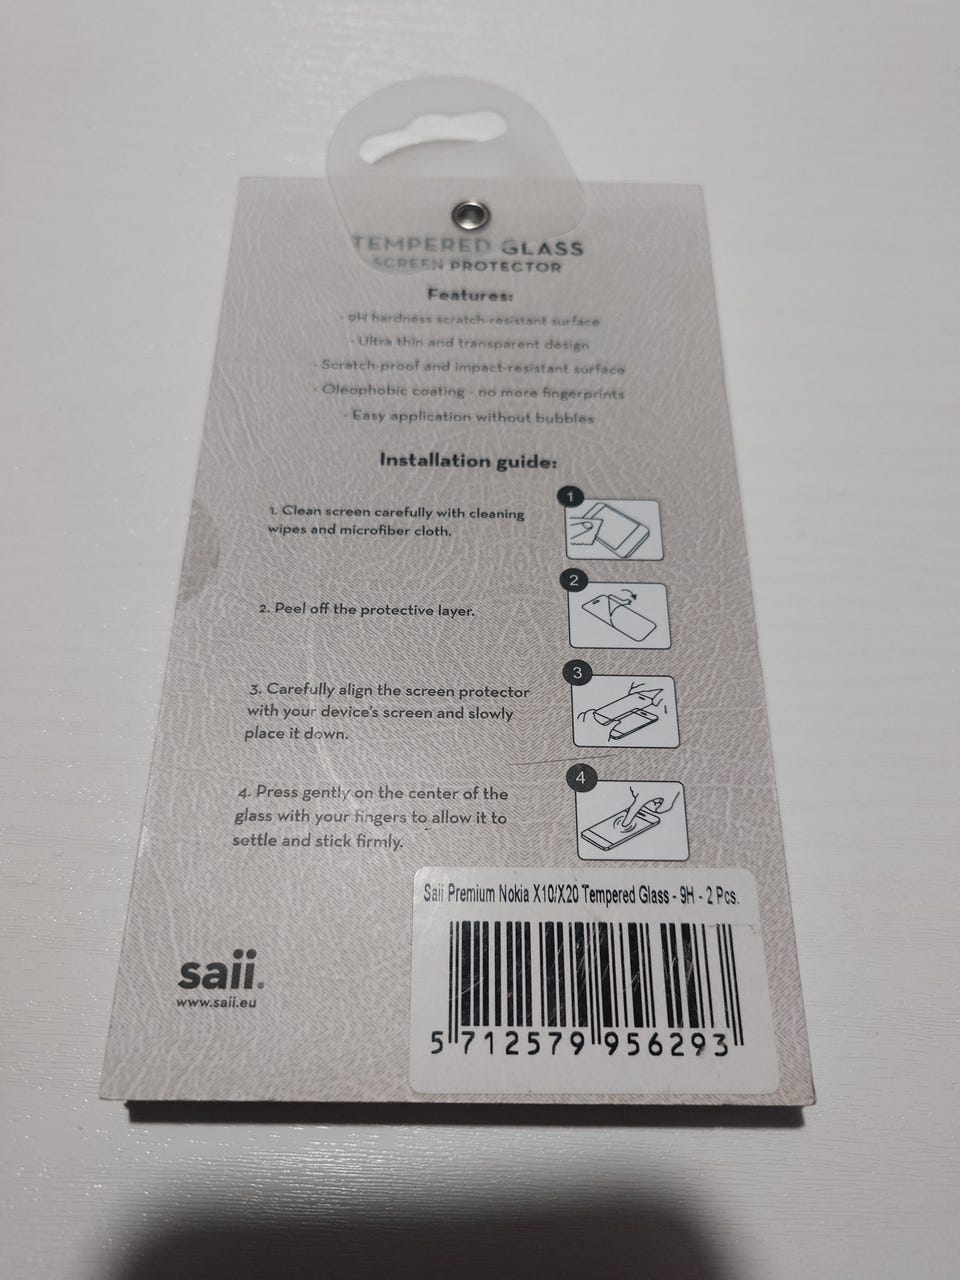 TEMPERED GLASS
SCREEN PROTECTOR
Features:
- 9H hardness scratch-resistant surface
- Ultra thin and transparent design
- Scratch-proof and impact-resistant surface
- Oleophobic coating - no more fingerprints
- Easy application without bubbles
Installation guide:
1. Clean screen carefully with cleaning
wipes and microfiber cloth.
1
2. Peel off the protective layer.
2
3. Carefully align the screen protector
with your device's screen and slowly
place it down.
3
4. Press gently on the center of the
glass with your fingers to allow it to
settle and stick firmly.
4
Saii Premium Nokia X10/X20 Tempered Glass - 9H - 2 Pcs.
5 712579 956293
saii.
www.saii.eu